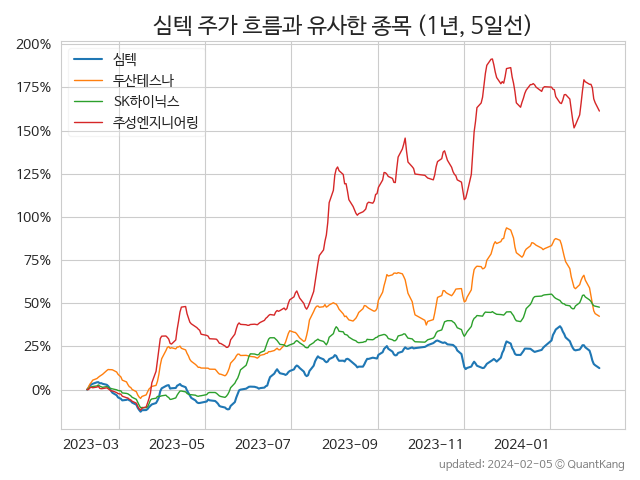 심텍 주가 흐름과 유사한 종목 (1년, 5일선)
200%
175%
150%
125%
100%
75%
50%
25%
0%
심텍
두산테스나
SK하이닉스
주성엔지니어링
2023-03 2023-05 2023-07 2023-09 2023-11 2024-01
updated: 2024-02-05 © QuantKang